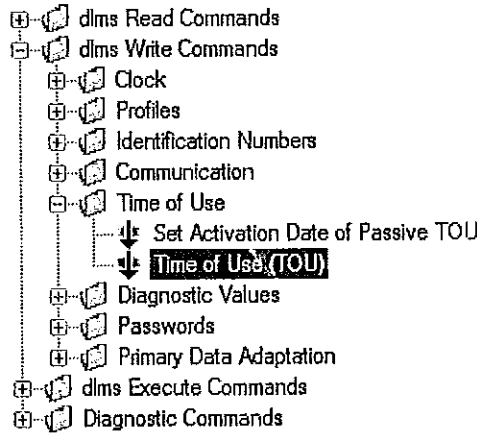 dlms Read Commands
dlms Write Commands
Clock
Profiles
Identification Numbers
Communication
Time of Use
Set Activation Date of Passive TOU
Time of Use (TOU)
Diagnostic Values
Passwords
Primary Data Adaptation
dlms Execute Commands
Diagnostic Commands